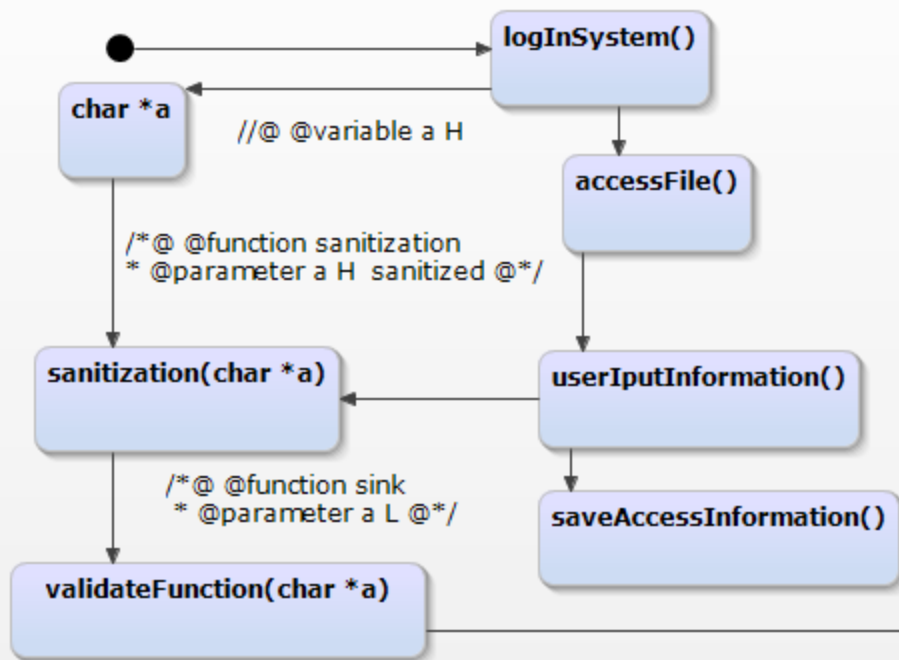 logInSystem()
char *a
//@ @variable a H
accessFile()
/*@ @function sanitization
* @parameter a H  sanitized @*/
sanitization(char *a)
userIputInformation()
/*@ @function sink
* @parameter a L @*/
saveAccessInformation()
validateFunction(char *a)